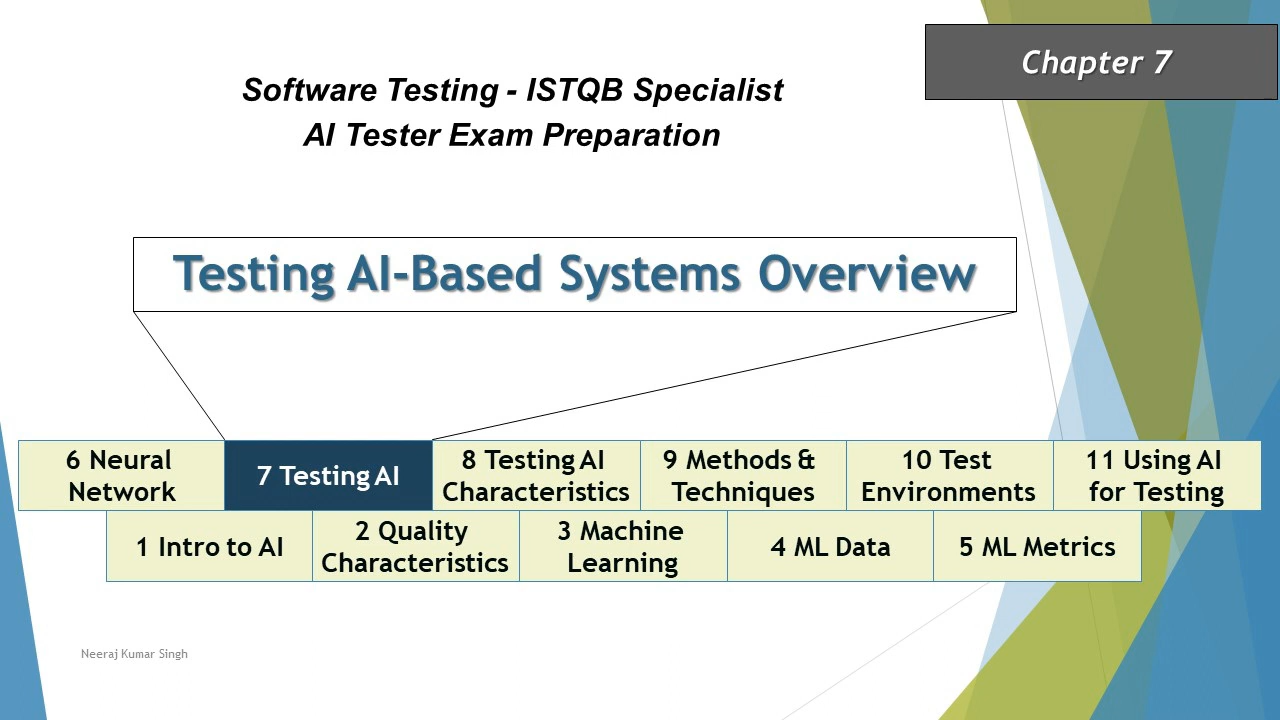 Chapter 7
Software Testing - ISTQB Specialist
AI Tester Exam Preparation
Testing AI-Based Systems Overview
6 Neural
Network
7 Testing AI
8 Testing AI
Characteristics
9 Methods &
Techniques
10 Test
Environments
11 Using AI
for Testing
1 Intro to AI
2 Quality
Characteristics
3 Machine
Learning
4 ML Data
5 ML Metrics
Neeraj Kumar Singh